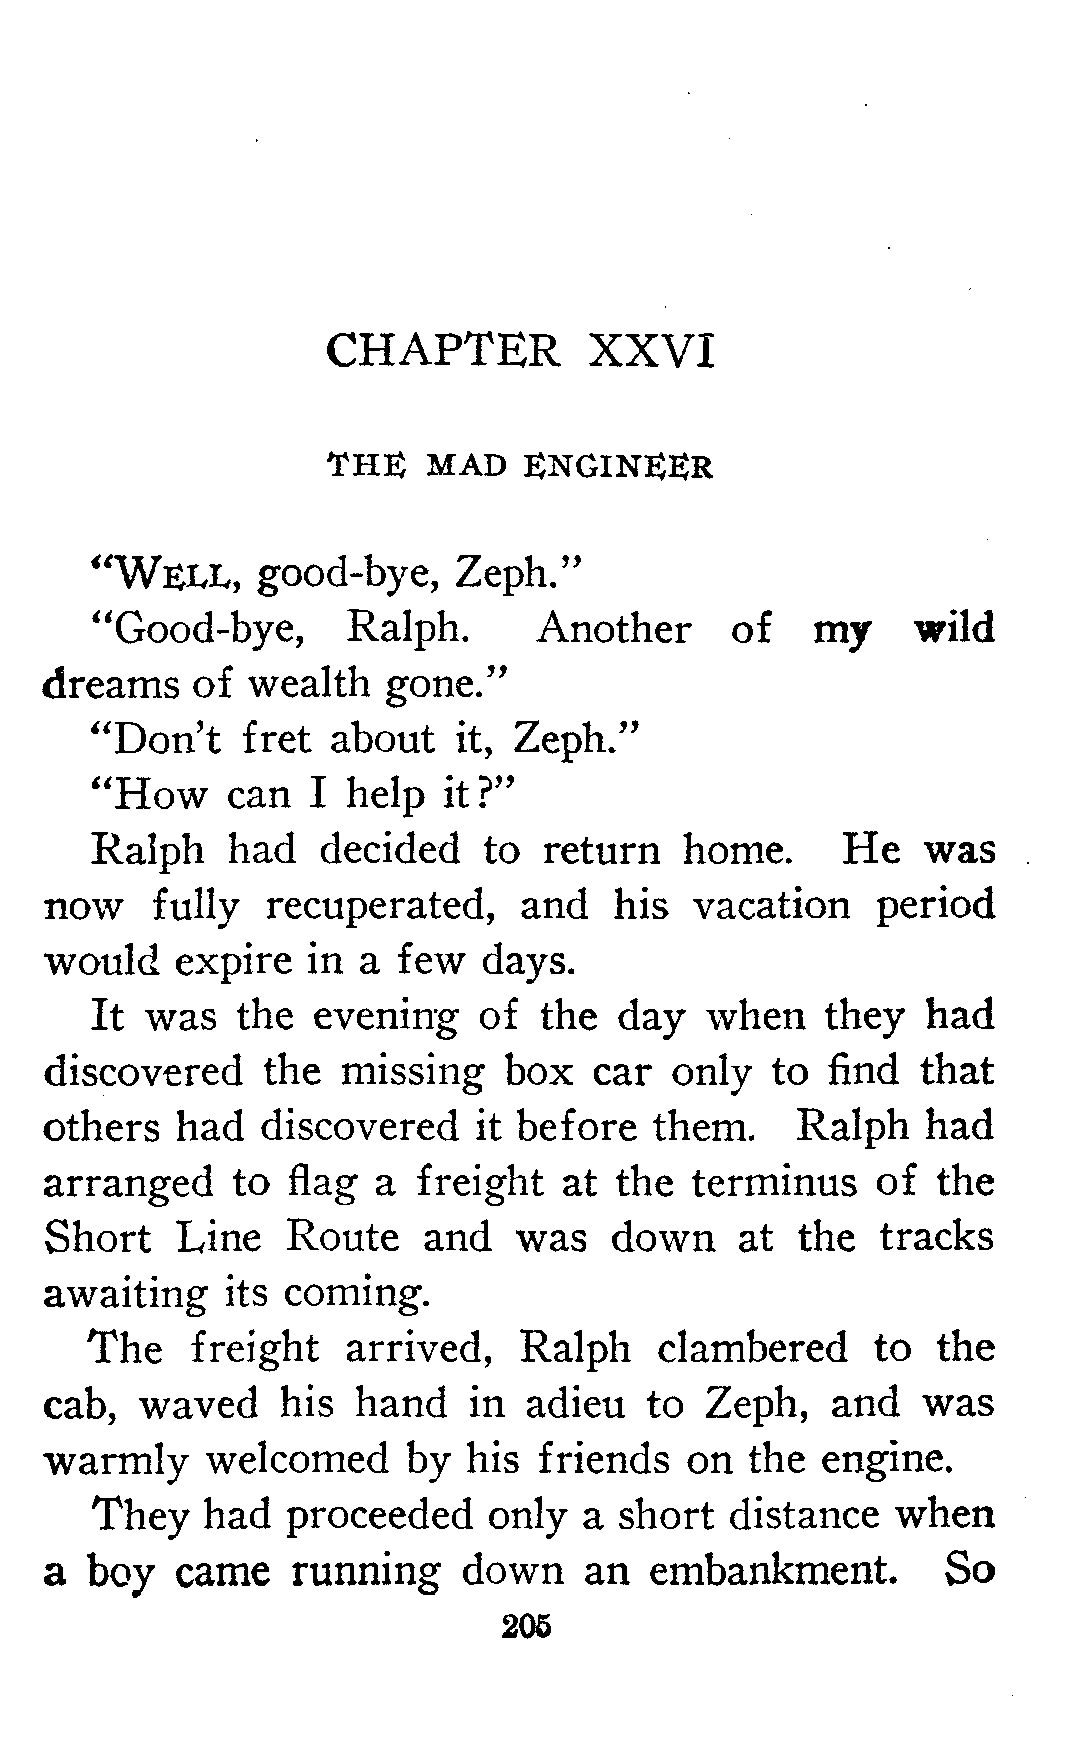 CHAPTER XXVI
THE MAD ENGINEER
“WELL, good-bye, Zeph.”
“Good-bye, Ralph. Another of my wild
dreams of wealth gone.”
“Don't fret about it, Zeph.”
“How can I help it?”
Ralph had decided to return home. He was
now fully recuperated, and his vacation period
would expire in a few days.
It was the evening of the day when they had
discovered the missing box car only to find that
others had discovered it before them. Ralph had
arranged to flag a freight at the terminus of the
Short Line Route and was down at the tracks
awaiting its coming.
The freight arrived, Ralph clambered to the
cab, waved his hand in adieu to Zeph, and was
warmly welcomed by his friends on the engine.
They had proceeded only a short distance when
a boy came running down an embankment. So
205